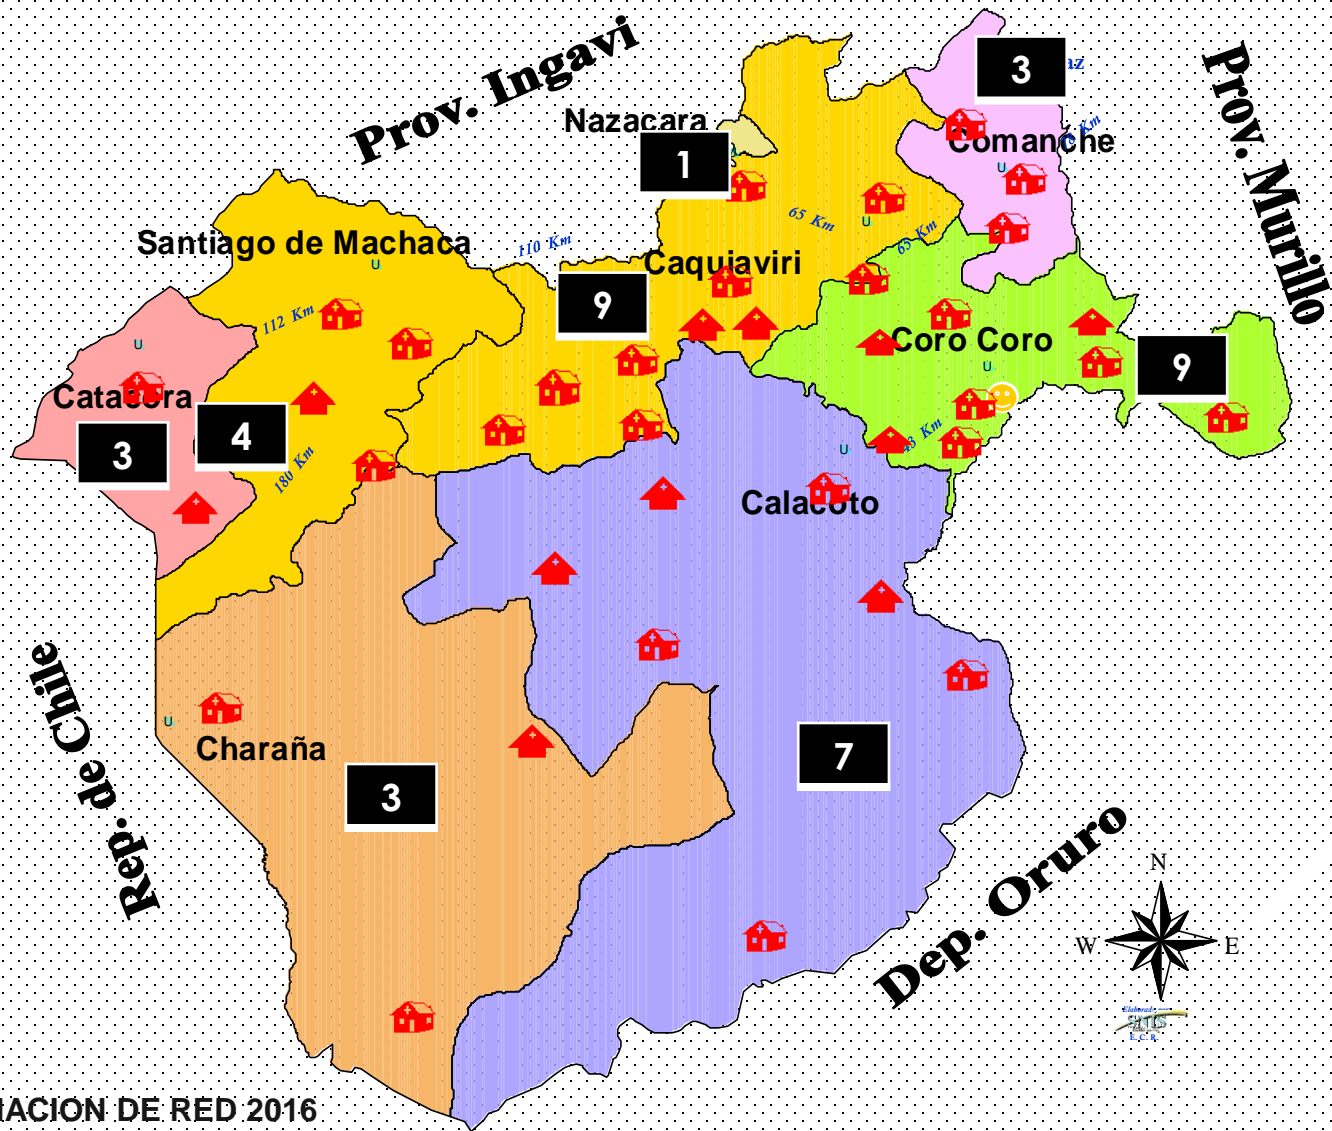 Prov. Ingavi
3
Prov. Murillo
Nazacara
Comanche
1
U
65 Km
U
65 Km
Santiago de Machaca
110 Km
Caquiaviri
U
9
112 Km
Coro Coro
9
U
U
Catacora
3
4
180 Km
43 Km
U
Calacoto
Rep. de Chile
U
Charaña
3
7
Dep. Oruro
N
W
E
SNIS
E. C. R.
ACION DE RED 2016